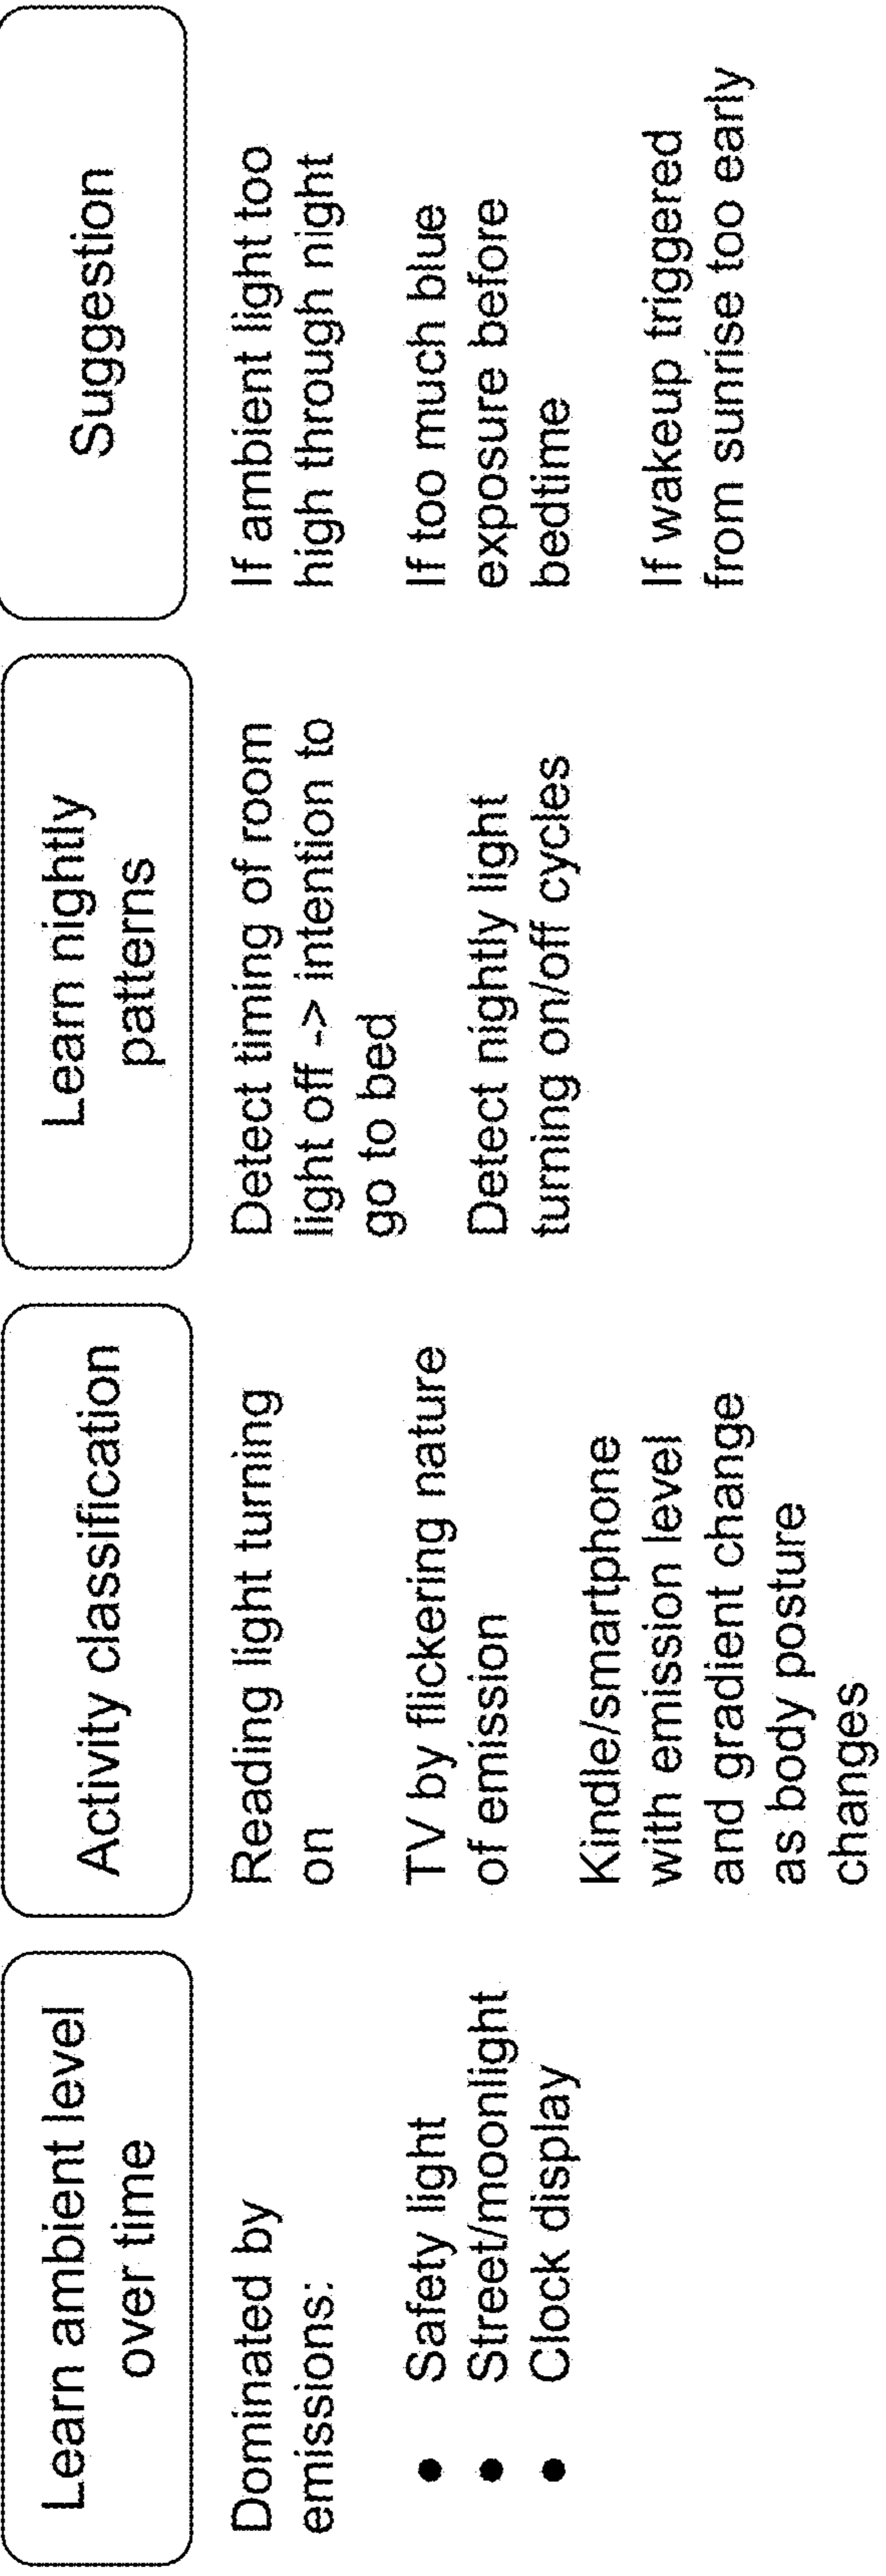 Learn ambient level
over time
Dominated by
emissions:
● Safety light
● Street/moonlight
● Clock display
Activity classification
Reading light turning
on
TV by flickering nature
of emission
Kindle/smartphone
with emission level
and gradient change
as body posture
changes
Learn nightly
patterns
Detect timing of room
light off -> intention to
go to bed
Detect nightly light
turning on/off cycles
Suggestion
If ambient light too
high through night
If too much blue
exposure before
bedtime
If wakeup triggered
from sunrise too early